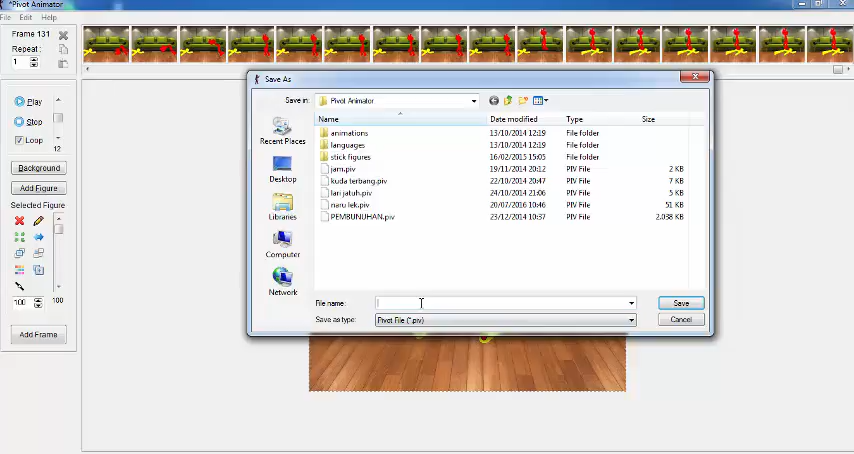 *Pivot Animator
File Edit Help
Frame 131
Repeat :
1
Play
Stop
Loop
12
Background
Add Figure
Selected Figure
100 100
Add Frame
Save As
Save in: Pivot Animator
Recent Places
Desktop
Libraries
Computer
Network
Name Date modified Type Size
animations 13/10/2014 12:19 File folder
languages 13/10/2014 12:19 File folder
stick figures 16/02/2015 15:05 File folder
jam.piv 19/11/2014 20:12 PIV File 2 KB
kuda terbang.piv 22/10/2014 20:47 PIV File 7 KB
lari jatuh.piv 24/10/2014 21:06 PIV File 5 KB
naru lek.piv 20/07/2016 10:46 PIV File 51 KB
PEMBUNUHAN.piv 23/12/2014 10:37 PIV File 2.038 KB
File name: Save
Save as type: Pivot File (*.piv) Cancel